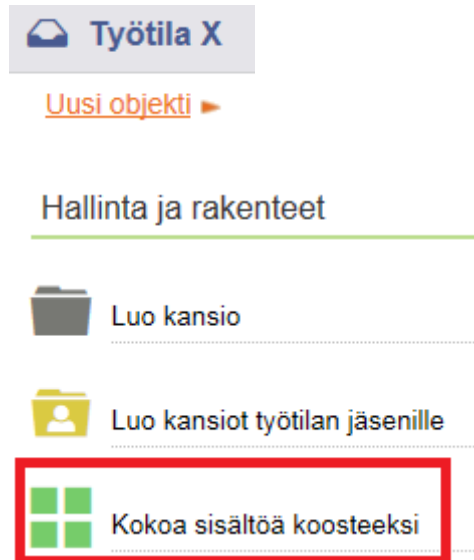 Työtila X
Uusi objekti ►
Hallinta ja rakenteet
Luo kansio
Luo kansiot työtilan jäsenille
Kokoa sisältöä koosteeksi